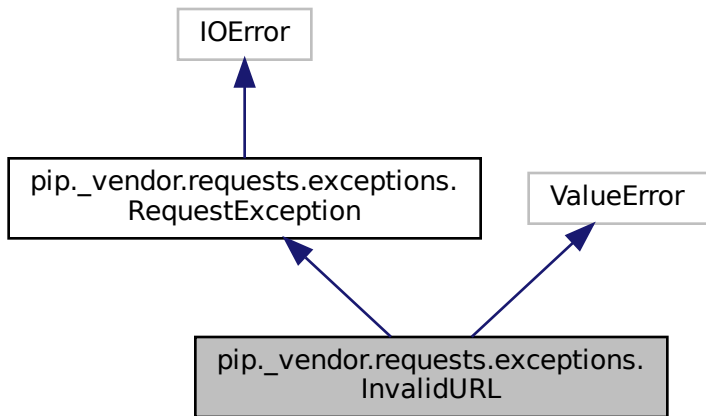 IOError
pip._vendor.requests.exceptions.
RequestException
ValueError
pip._vendor.requests.exceptions.
InvalidURL